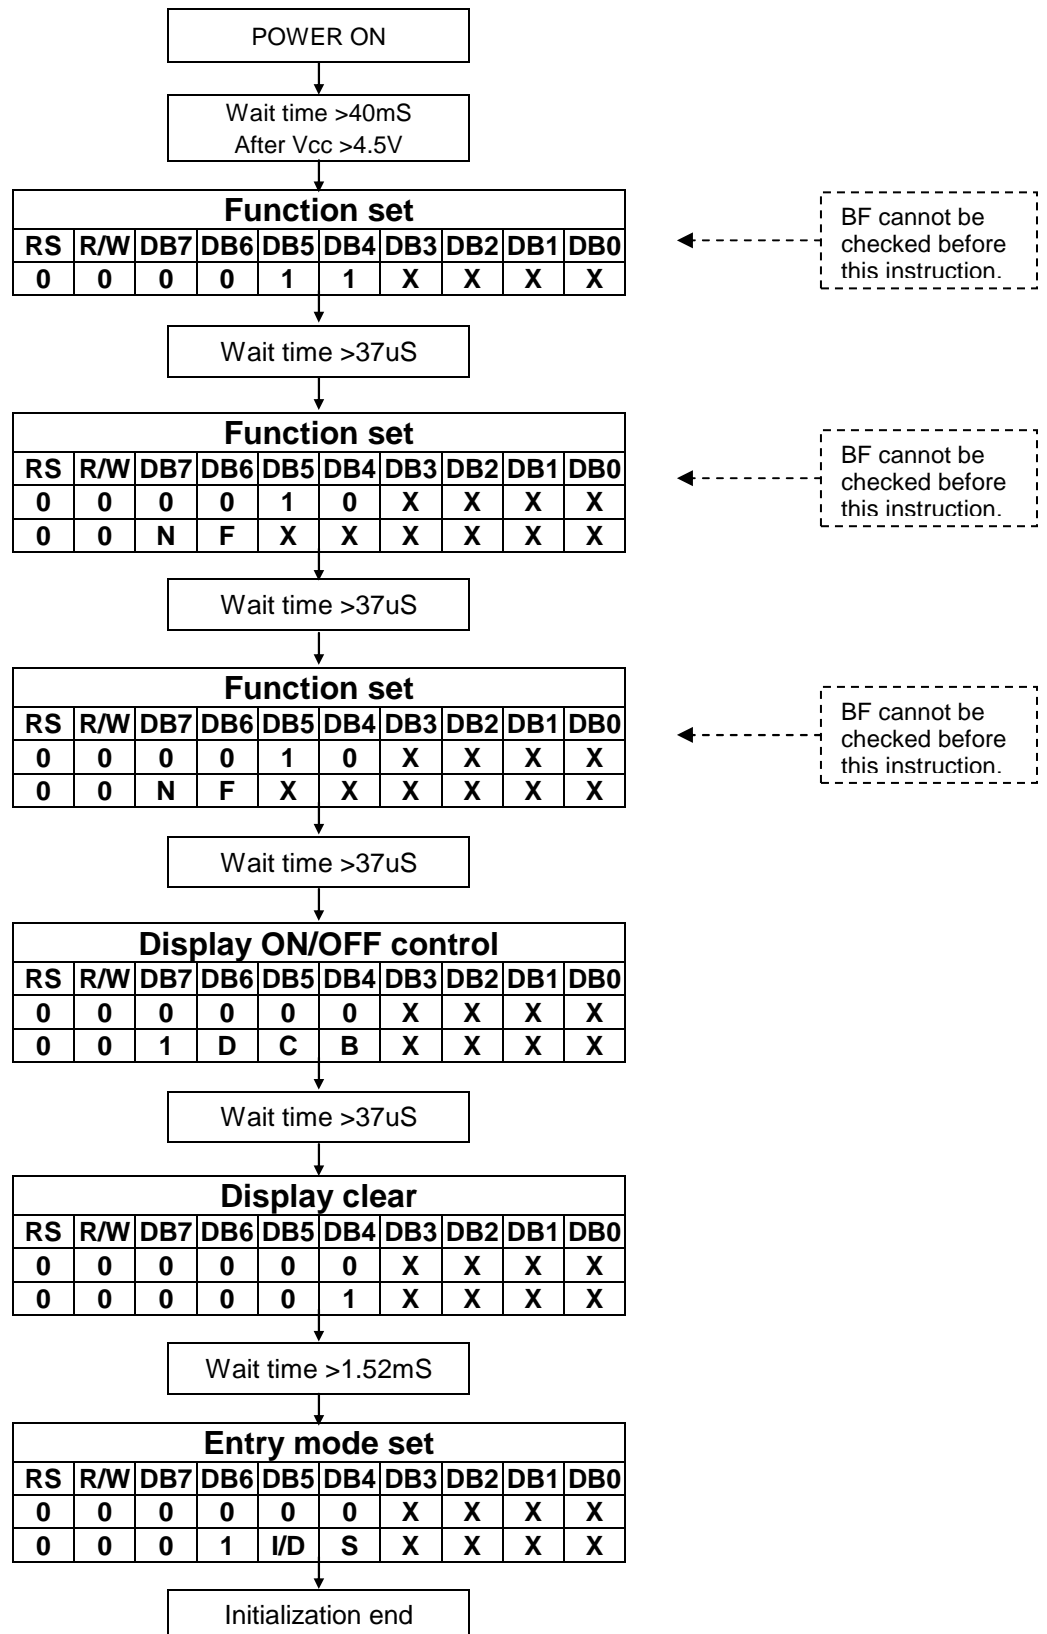 POWER ON
Wait time >40mS
After Vcc >4.5V
Function set
RS R/W DB7 DB6 DB5 DB4 DB3 DB2 DB1 DB0
0 0 0 0 1 1 X X X X
BF cannot be
checked before
this instruction.
Wait time >37uS
Function set
RS R/W DB7 DB6 DB5 DB4 DB3 DB2 DB1 DB0
0 0 0 0 1 0 X X X X
0 0 N F X X X X X X
BF cannot be
checked before
this instruction.
Wait time >37uS
Function set
RS R/W DB7 DB6 DB5 DB4 DB3 DB2 DB1 DB0
0 0 0 0 1 0 X X X X
0 0 N F X X X X X X
BF cannot be
checked before
this instruction.
Wait time >37uS
Display ON/OFF control
RS R/W DB7 DB6 DB5 DB4 DB3 DB2 DB1 DB0
0 0 0 0 0 0 X X X X
0 0 1 D C B X X X X
Wait time >37uS
Display clear
RS R/W DB7 DB6 DB5 DB4 DB3 DB2 DB1 DB0
0 0 0 0 0 0 X X X X
0 0 0 0 0 1 X X X X
Wait time >1.52mS
Entry mode set
RS R/W DB7 DB6 DB5 DB4 DB3 DB2 DB1 DB0
0 0 0 0 0 0 X X X X
0 0 0 1 I/D S X X X X
Initialization end